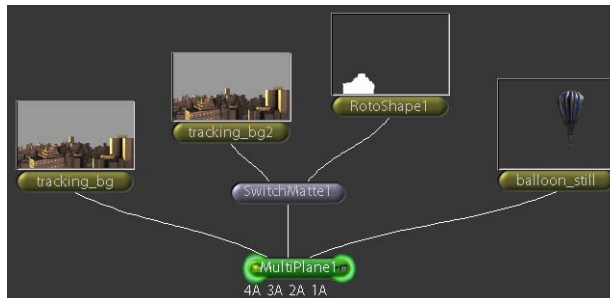 RotoShape1
tracking_bg2
tracking_bg
SwitchMatte1
balloon_still
MultiPlane1
4A 3A 2A 1A